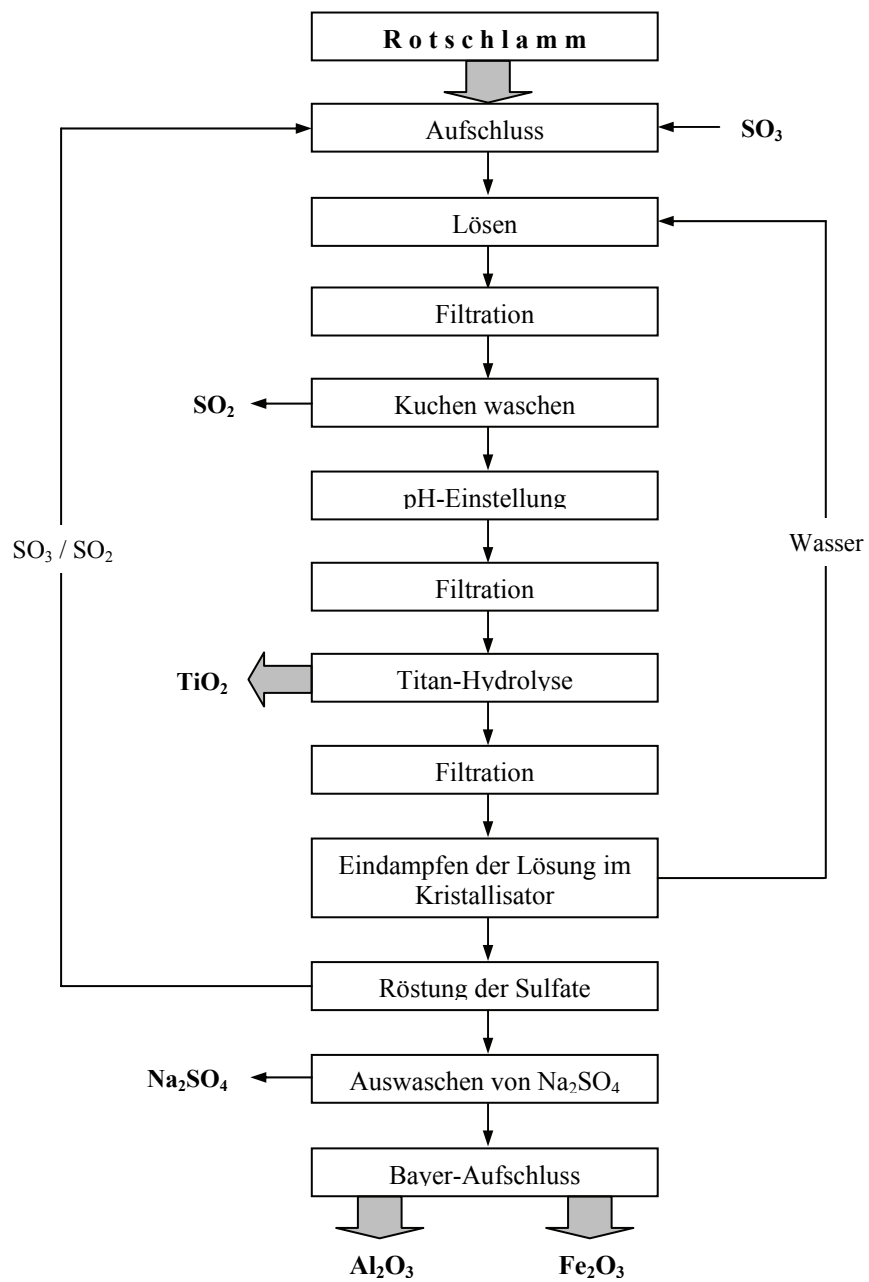 Rotschlamm
Aufschluss
SO₃
Lösen
Filtration
SO₂
Kuchen waschen
pH-Einstellung
SO₃ / SO₂
Wasser
Filtration
TiO₂
Titan-Hydrolyse
Filtration
Eindampfen der Lösung im
Kristallisator
Röstung der Sulfate
Na₂SO₄
Auswaschen von Na₂SO₄
Bayer-Aufschluss
Al₂O₃
Fe₂O₃